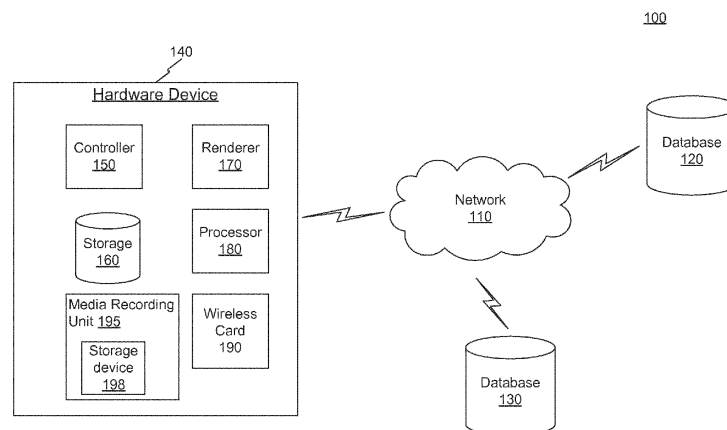 100
140
Hardware Device
Controller
150
Renderer
170
Storage
160
Processor
180
Media Recording
Unit 195
Storage
device
198
Wireless
Card
190
Network
110
Database
120
Database
130